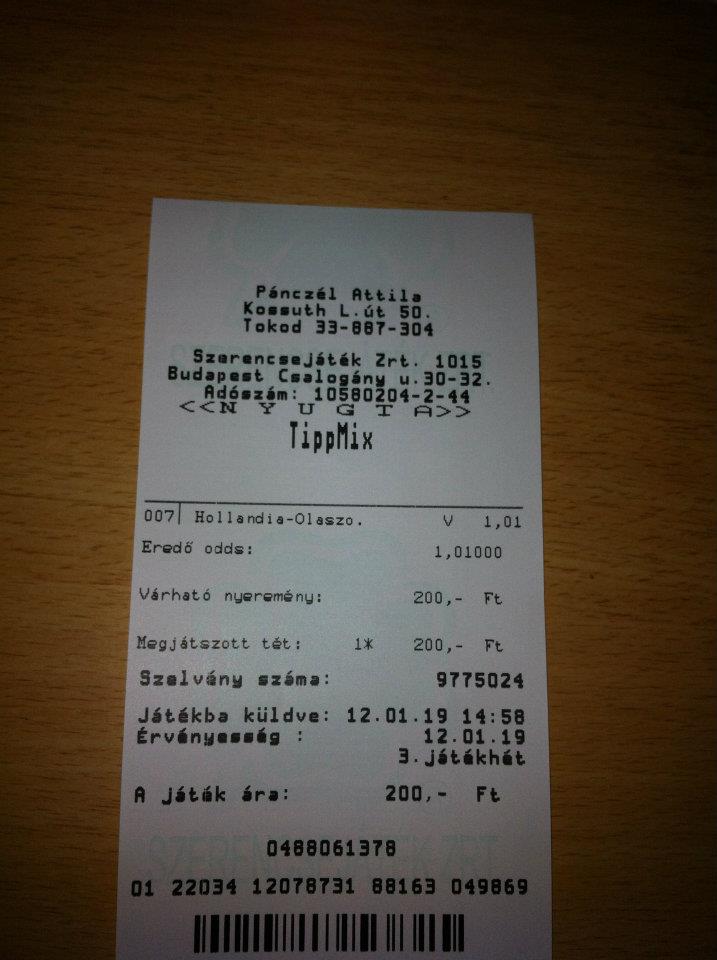 Pánczél Attila
Kossuth L.út 50.
Tokod 33-887-304
Szerencsejáték Zrt. 1015
Budapest Csalogány u.30-32.
Adószám: 10580204-2-44
<<N Y U G T A>>
TippMix
007| Hollandia-Olaszo. V 1,01
Eredő odds: 1,01000
Várható nyeremény: 200,- Ft
Megjátszott tét: 1* 200,- Ft
Szelvény száma: 9775024
Játékba küldve: 12.01.19 14:58
Érvényesség : 12.01.19
3.játékhét
A játék ára: 200,- Ft
0488061378
01 22034 12078731 88163 049869